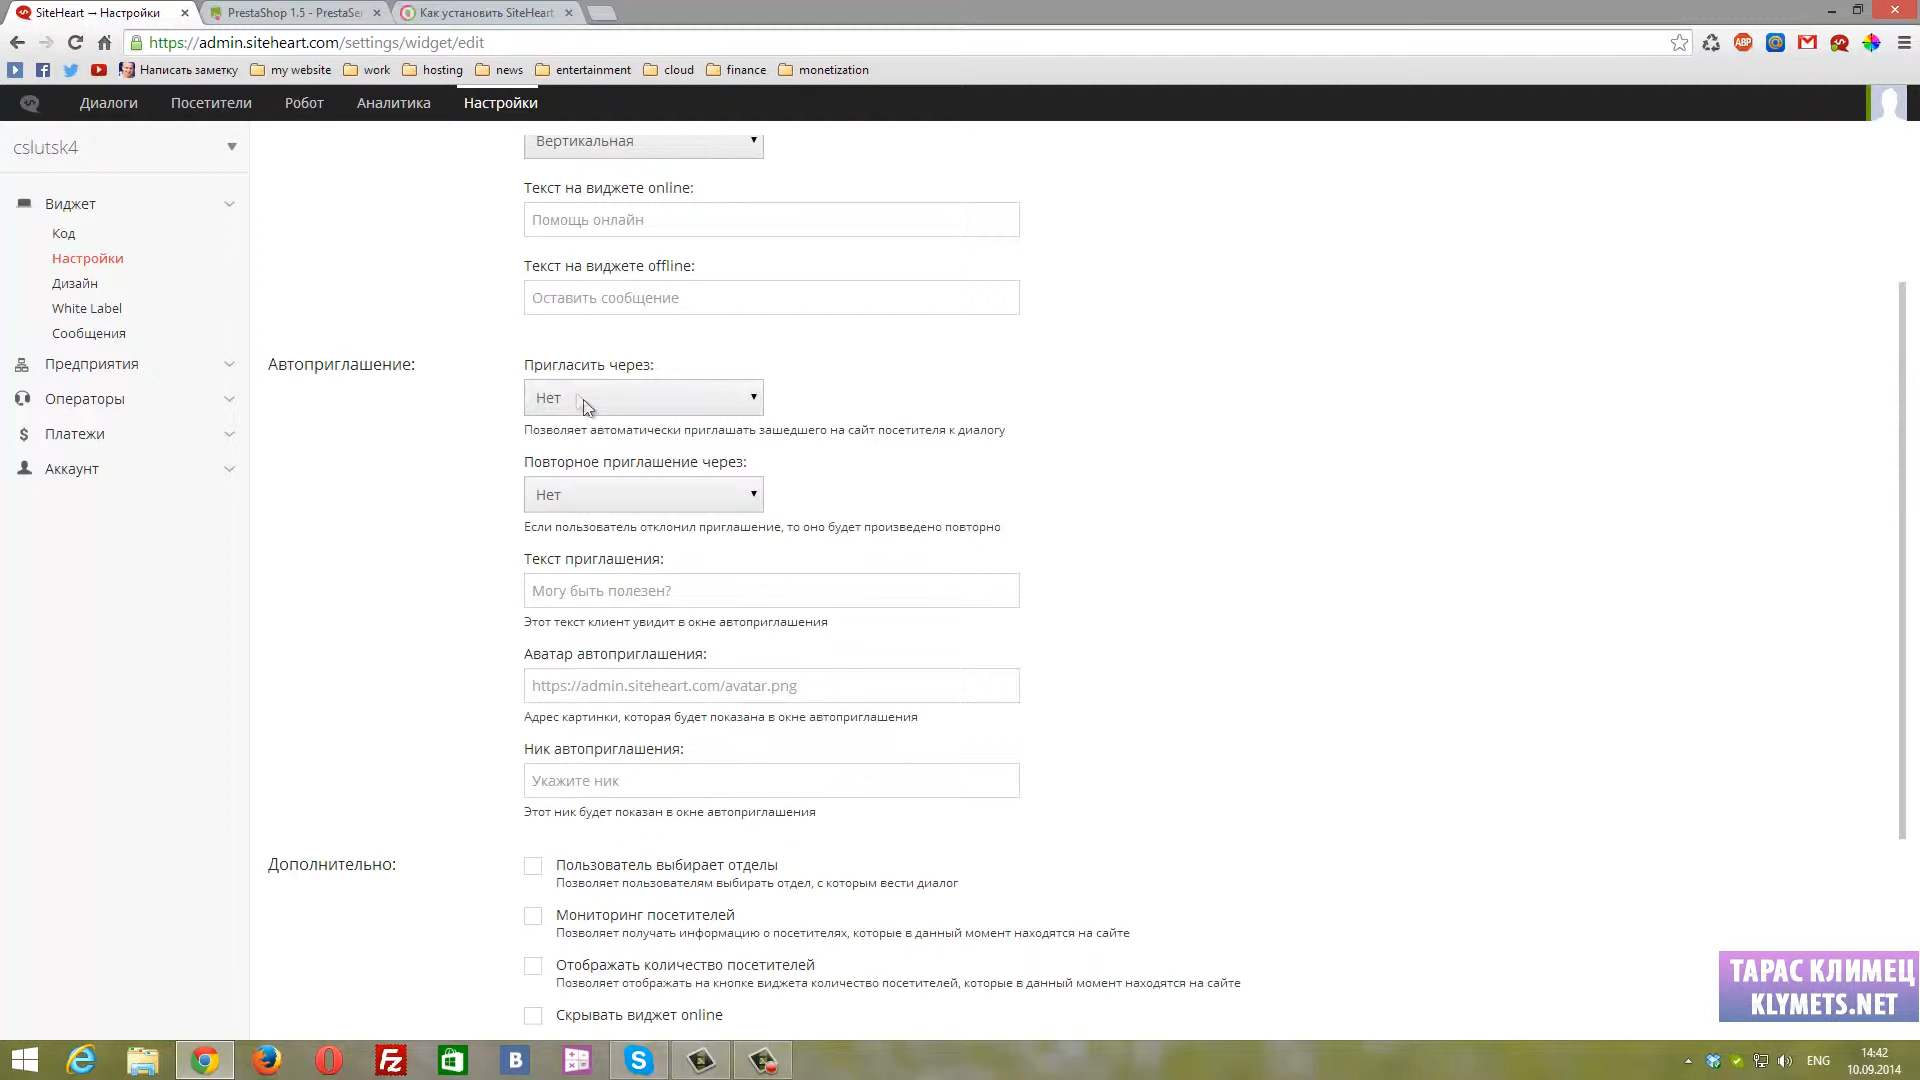 SiteHeart → Настройки
PrestaShop 1.5 - PrestaSe
Как установить SiteHeart
https://admin.siteheart.com/settings/widget/edit
ABP
Написать заметку
my website
work
hosting
news
entertainment
cloud
finance
monetization
Диалоги
Посетители
Робот
Аналитика
Настройки
cslutsk4
Виджет
Код
Настройки
Дизайн
White Label
Сообщения
Предприятия
Операторы
Платежи
Аккаунт
Вертикальная
Текст на виджете online:
Помощь онлайн
Текст на виджете offline:
Оставить сообщение
Автоприглашение:
Пригласить через:
Нет
Позволяет автоматически приглашать зашедшего на сайт посетителя к диалогу
Повторное приглашение через:
Нет
Если пользователь отклонил приглашение, то оно будет произведено повторно
Текст приглашения:
Могу быть полезен?
Этот текст клиент увидит в окне автоприглашения
Аватар автоприглашения:
https://admin.siteheart.com/avatar.png
Адрес картинки, которая будет показана в окне автоприглашения
Ник автоприглашения:
Укажите ник
Этот ник будет показан в окне автоприглашения
Дополнительно:
Пользователь выбирает отделы
Позволяет пользователям выбирать отдел, с которым вести диалог
Мониторинг посетителей
Позволяет получать информацию о посетителях, которые в данный момент находятся на сайте
Отображать количество посетителей
Позволяет отображать на кнопке виджета количество посетителей, которые в данный момент находятся на сайте
Скрывать виджет online
ТАРАС КЛИМЕЦ
KLYMETS.NET
ENG
14:42
10.09.2014